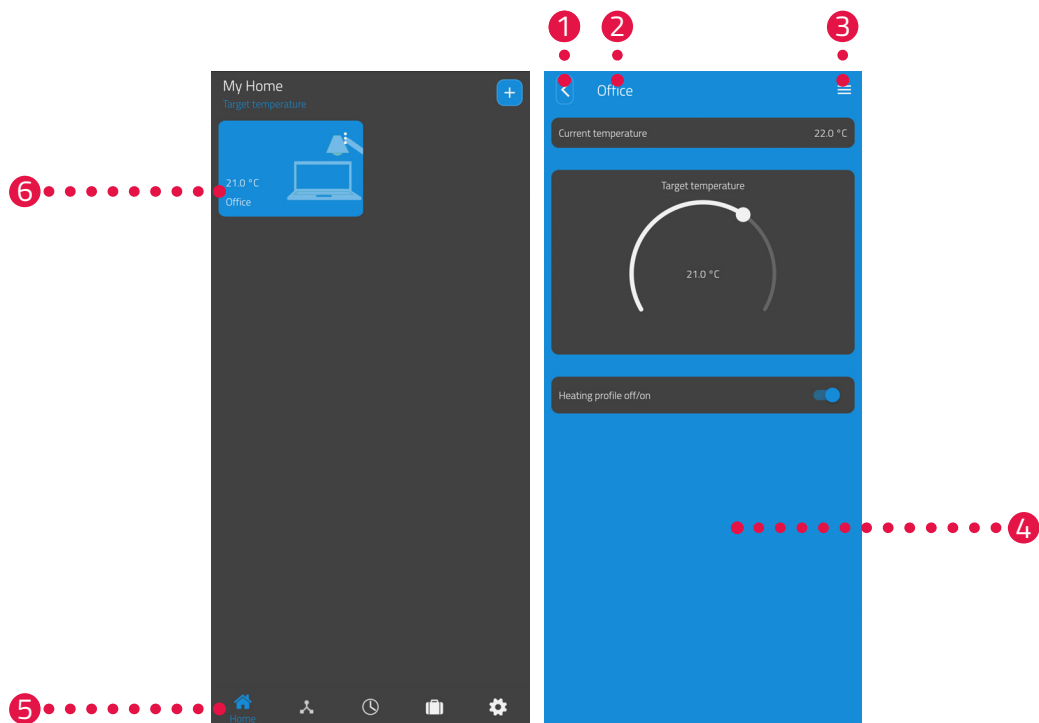 1 2 3
My Home
Target temperature
+
21.0 °C
Office
Home
Office
Current temperature 22.0 °C
Target temperature
21.0 °C
Heating profile off/on
6
5
4